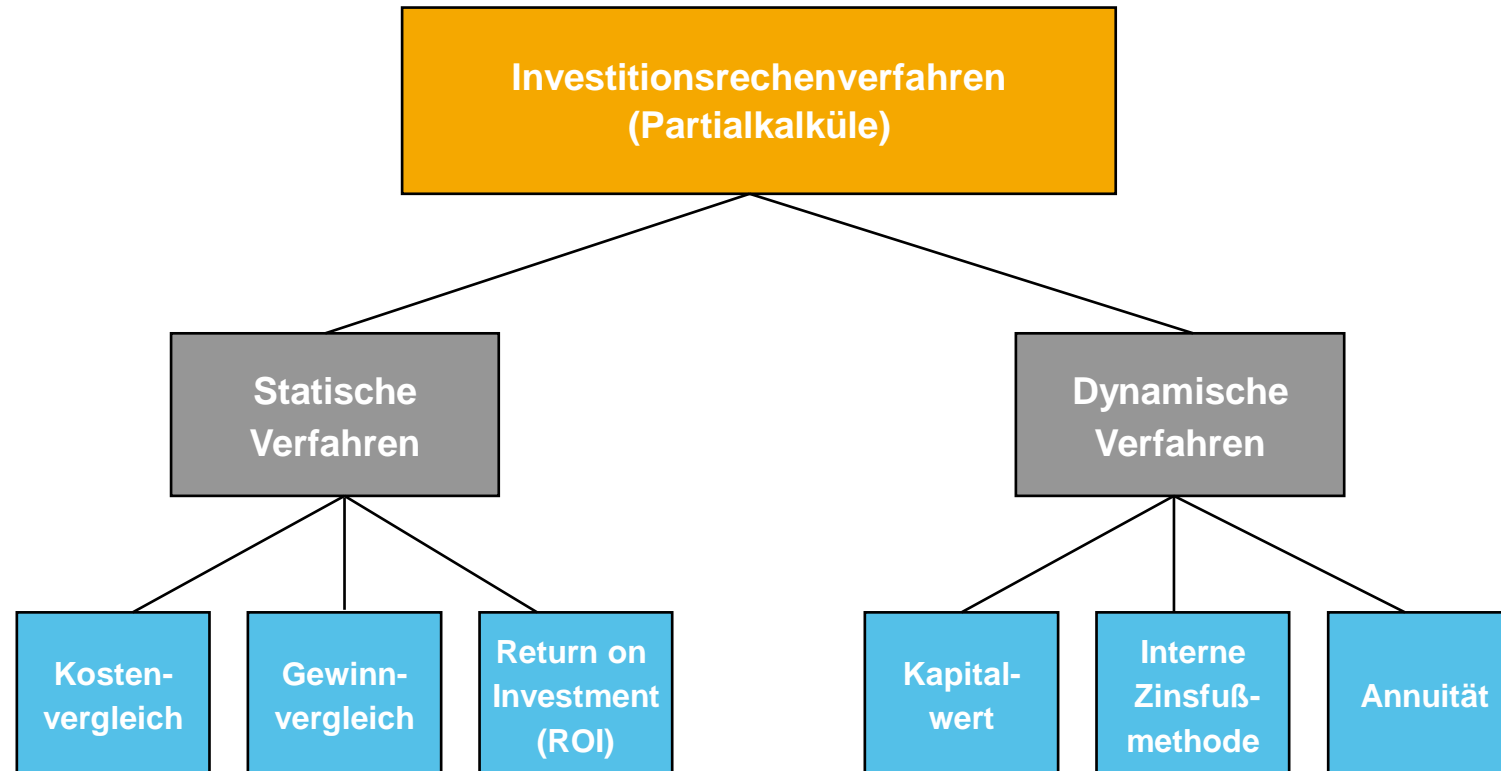 Investitionsrechenverfahren
(Partialkalküle)
Statische
Verfahren
Dynamische
Verfahren
Kosten-
vergleich
Gewinn-
vergleich
Return on
Investment
(ROI)
Kapital-
wert
Interne
Zinsfuß-
methode
Annuität